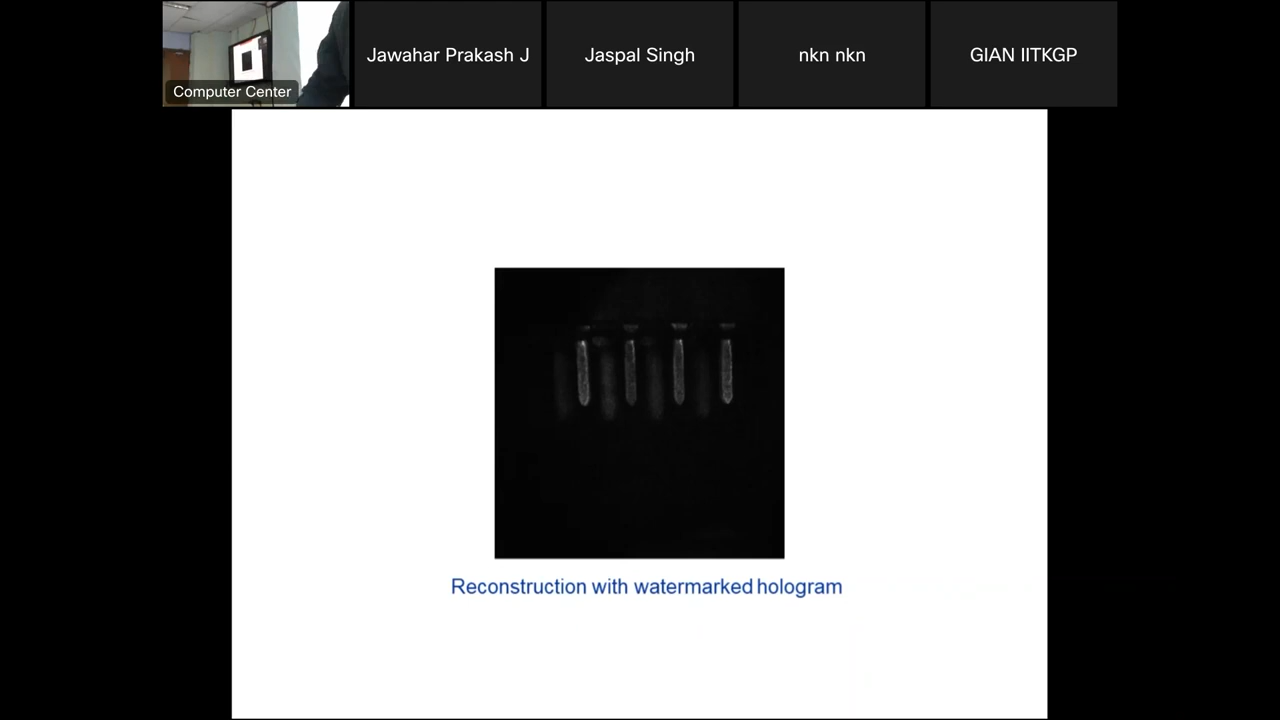 Computer Center
Jawahar Prakash J
Jaspal Singh
nkn nkn
GIAN IITKGP
Reconstruction with watermarked hologram